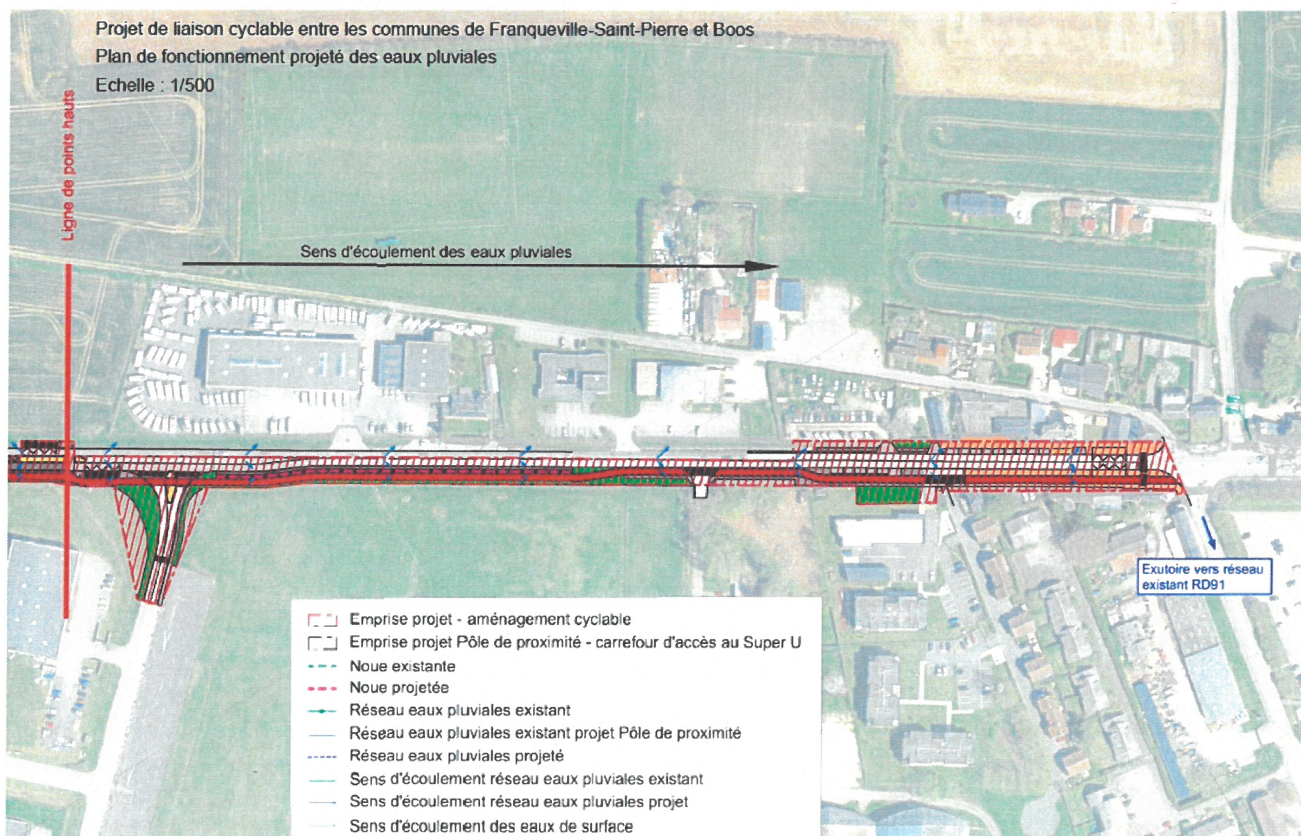 Projet de liaison cyclable entre les communes de Franqueville-Saint-Pierre et Boos
Plan de fonctionnement projeté des eaux pluviales
Echelle : 1/500
Ligne de points hauts
Sens d'écoulement des eaux pluviales
Exutoire vers réseau
existant RD91
Emprise projet - aménagement cyclable
Emprise projet Pôle de proximité - carrefour d'accès au Super U
Noue existante
Noue projetée
Réseau eaux pluviales existant
Réseau eaux pluviales existant projet Pôle de proximité
Réseau eaux pluviales projeté
Sens d'écoulement réseau eaux pluviales existant
Sens d'écoulement réseau eaux pluviales projet
Sens d'écoulement des eaux de surface